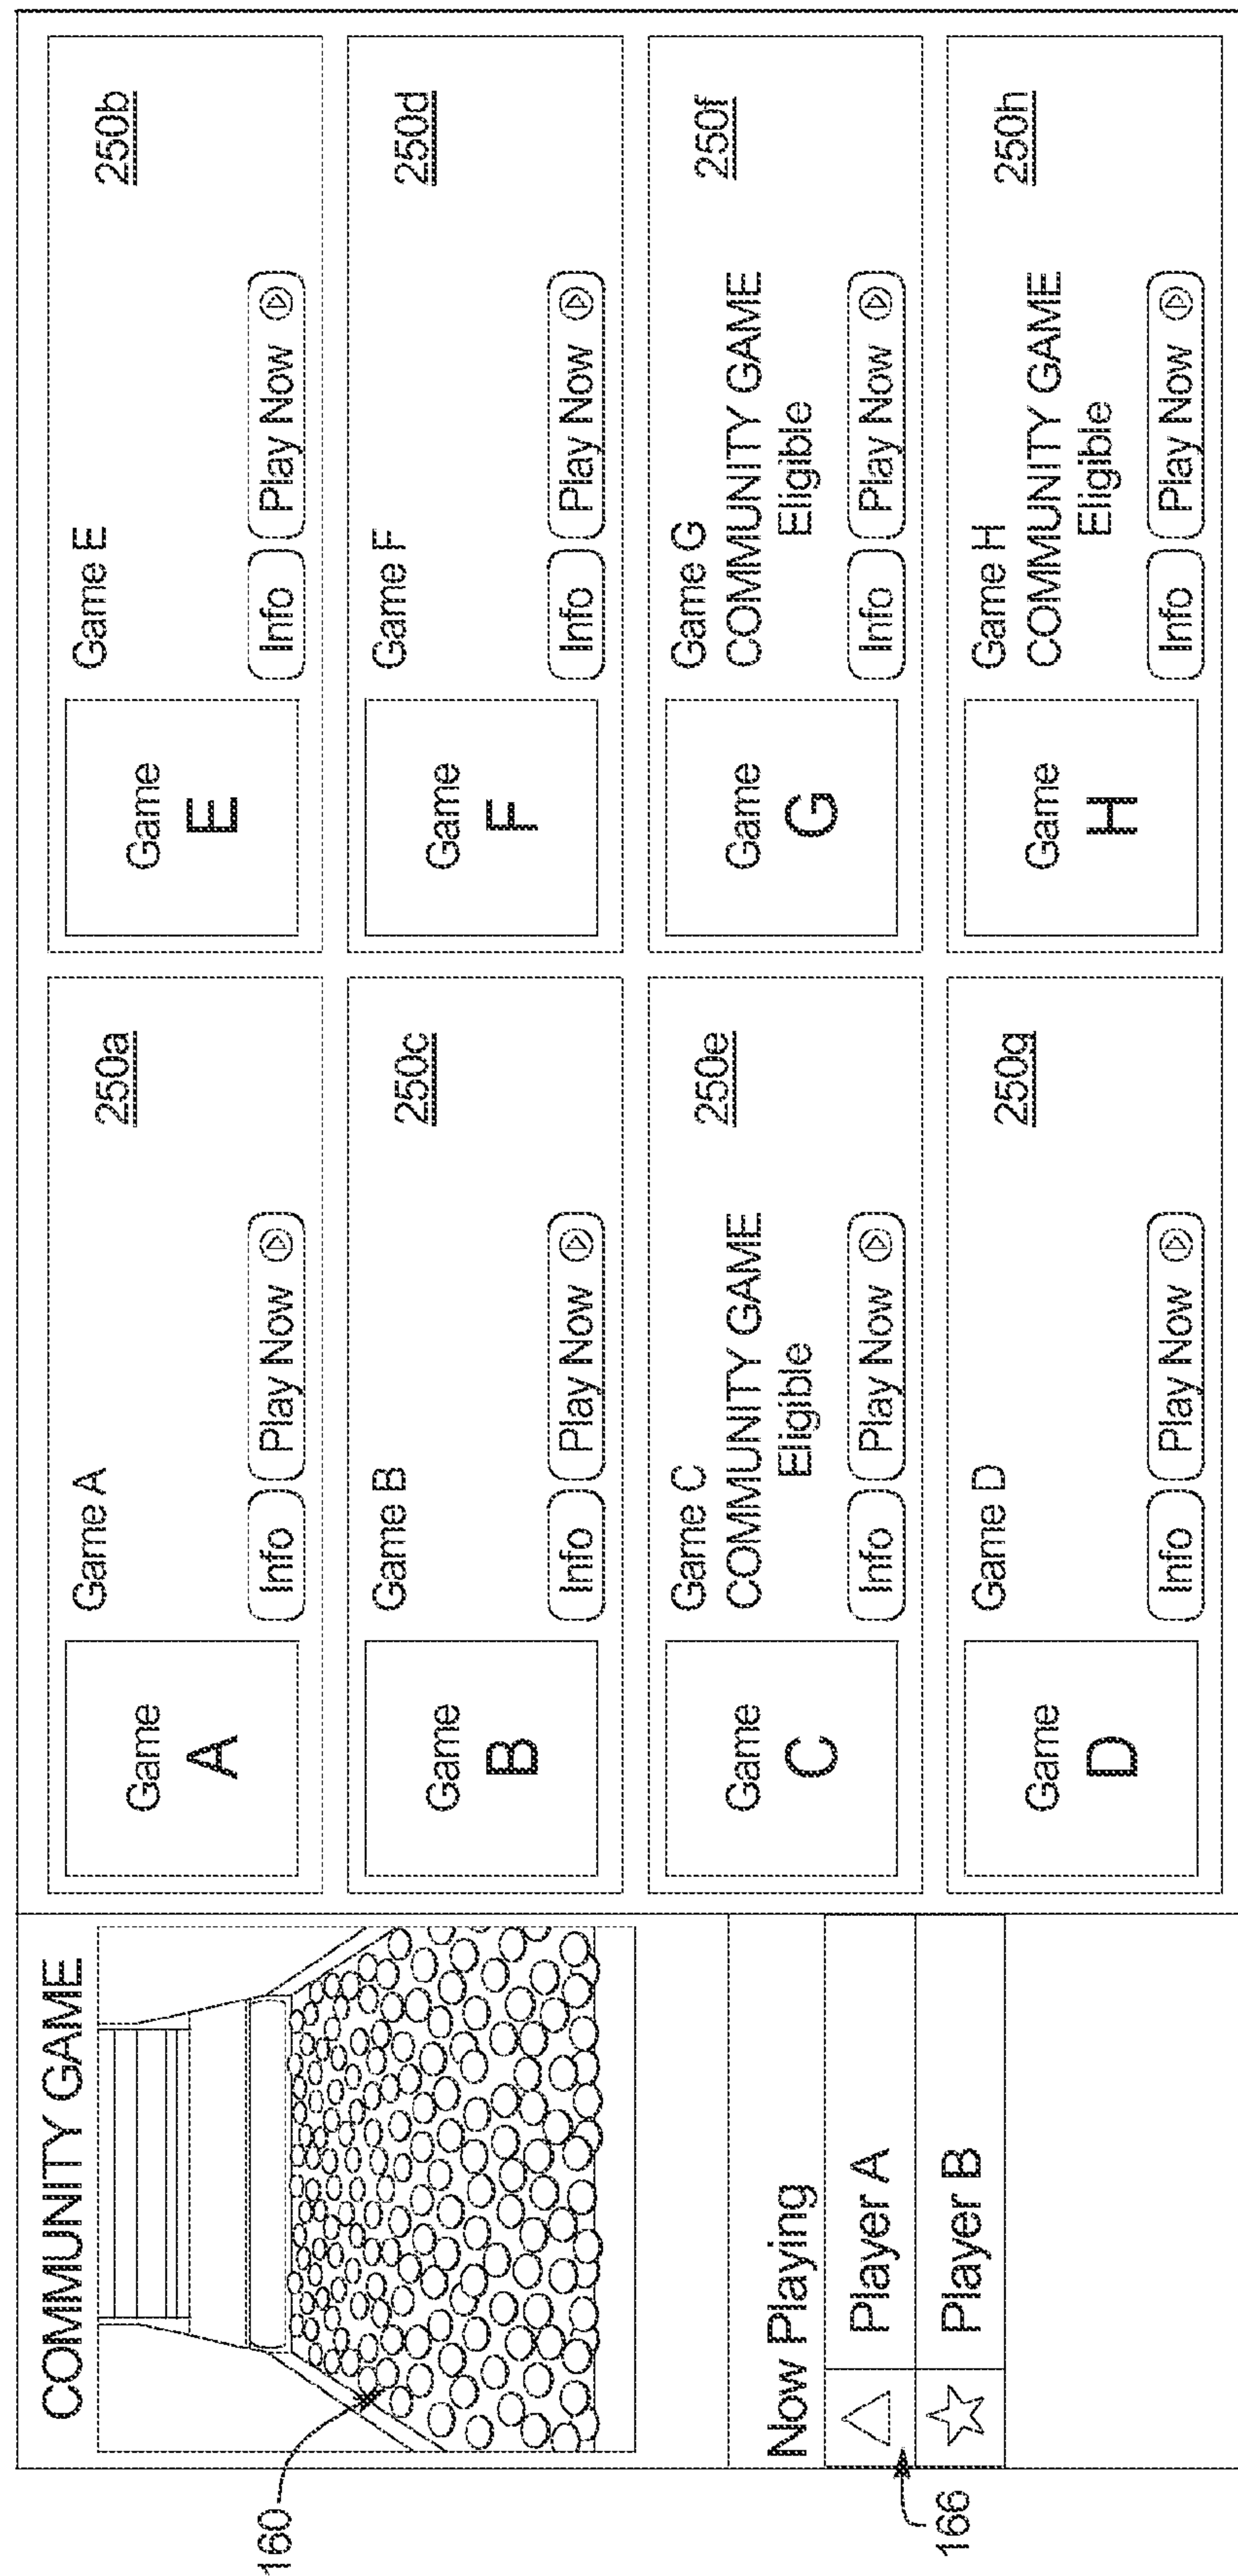 COMMUNITY GAME
160
Now Playing
Player A
Player B
166
Game
A
Game A
250a
Info
Play Now
Game
E
Game E
250b
Info
Play Now
Game
B
Game B
250c
Info
Play Now
Game
F
Game F
250d
Info
Play Now
Game
C
Game C
250e
COMMUNITY GAME
Eligible
Info
Play Now
Game
G
Game G
250f
COMMUNITY GAME
Eligible
Info
Play Now
Game
D
Game D
250g
Info
Play Now
Game
H
Game H
250h
COMMUNITY GAME
Eligible
Info
Play Now